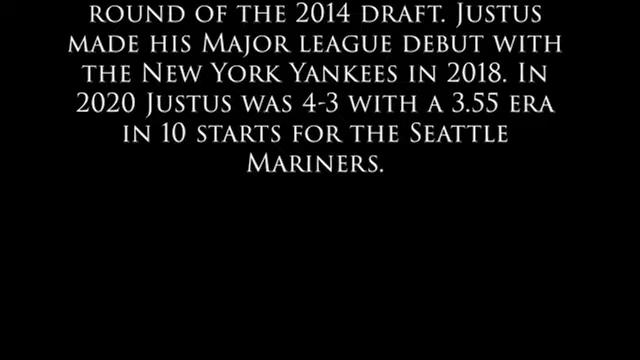 ROUND OF THE 2014 DRAFT. JUSTUS
MADE HIS MAJOR LEAGUE DEBUT WITH
THE NEW YORK YANKEES IN 2018. IN
2020 JUSTUS WAS 4-3 WITH A 3.55 ERA
IN 10 STARTS FOR THE SEATTLE
MARINERS.